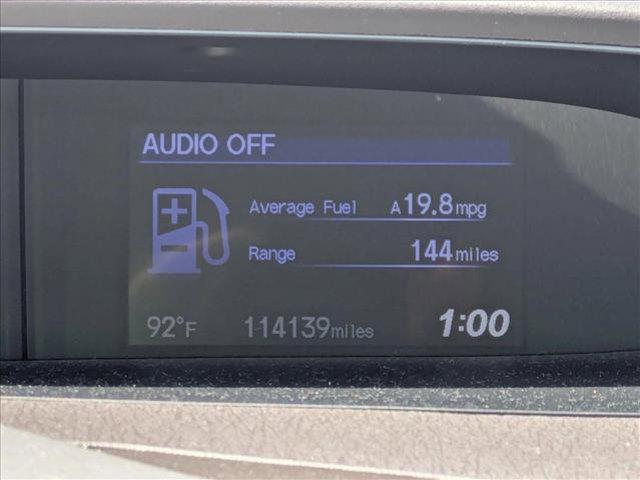 AUDIO OFF
Average Fuel A19.8mpg
Range 144miles
92°F 114139miles 1:00